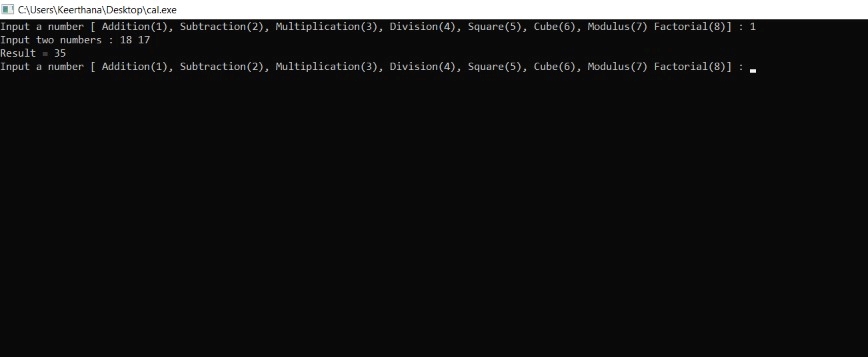 C:\Users\Keerthana\Desktop\cal.exe
Input a number [ Addition(1), Subtraction(2), Multiplication(3), Division(4), Square(5), Cube(6), Modulus(7) Factorial(8)] : 1
Input two numbers : 18 17
Result = 35
Input a number [ Addition(1), Subtraction(2), Multiplication(3), Division(4), Square(5), Cube(6), Modulus(7) Factorial(8)] :